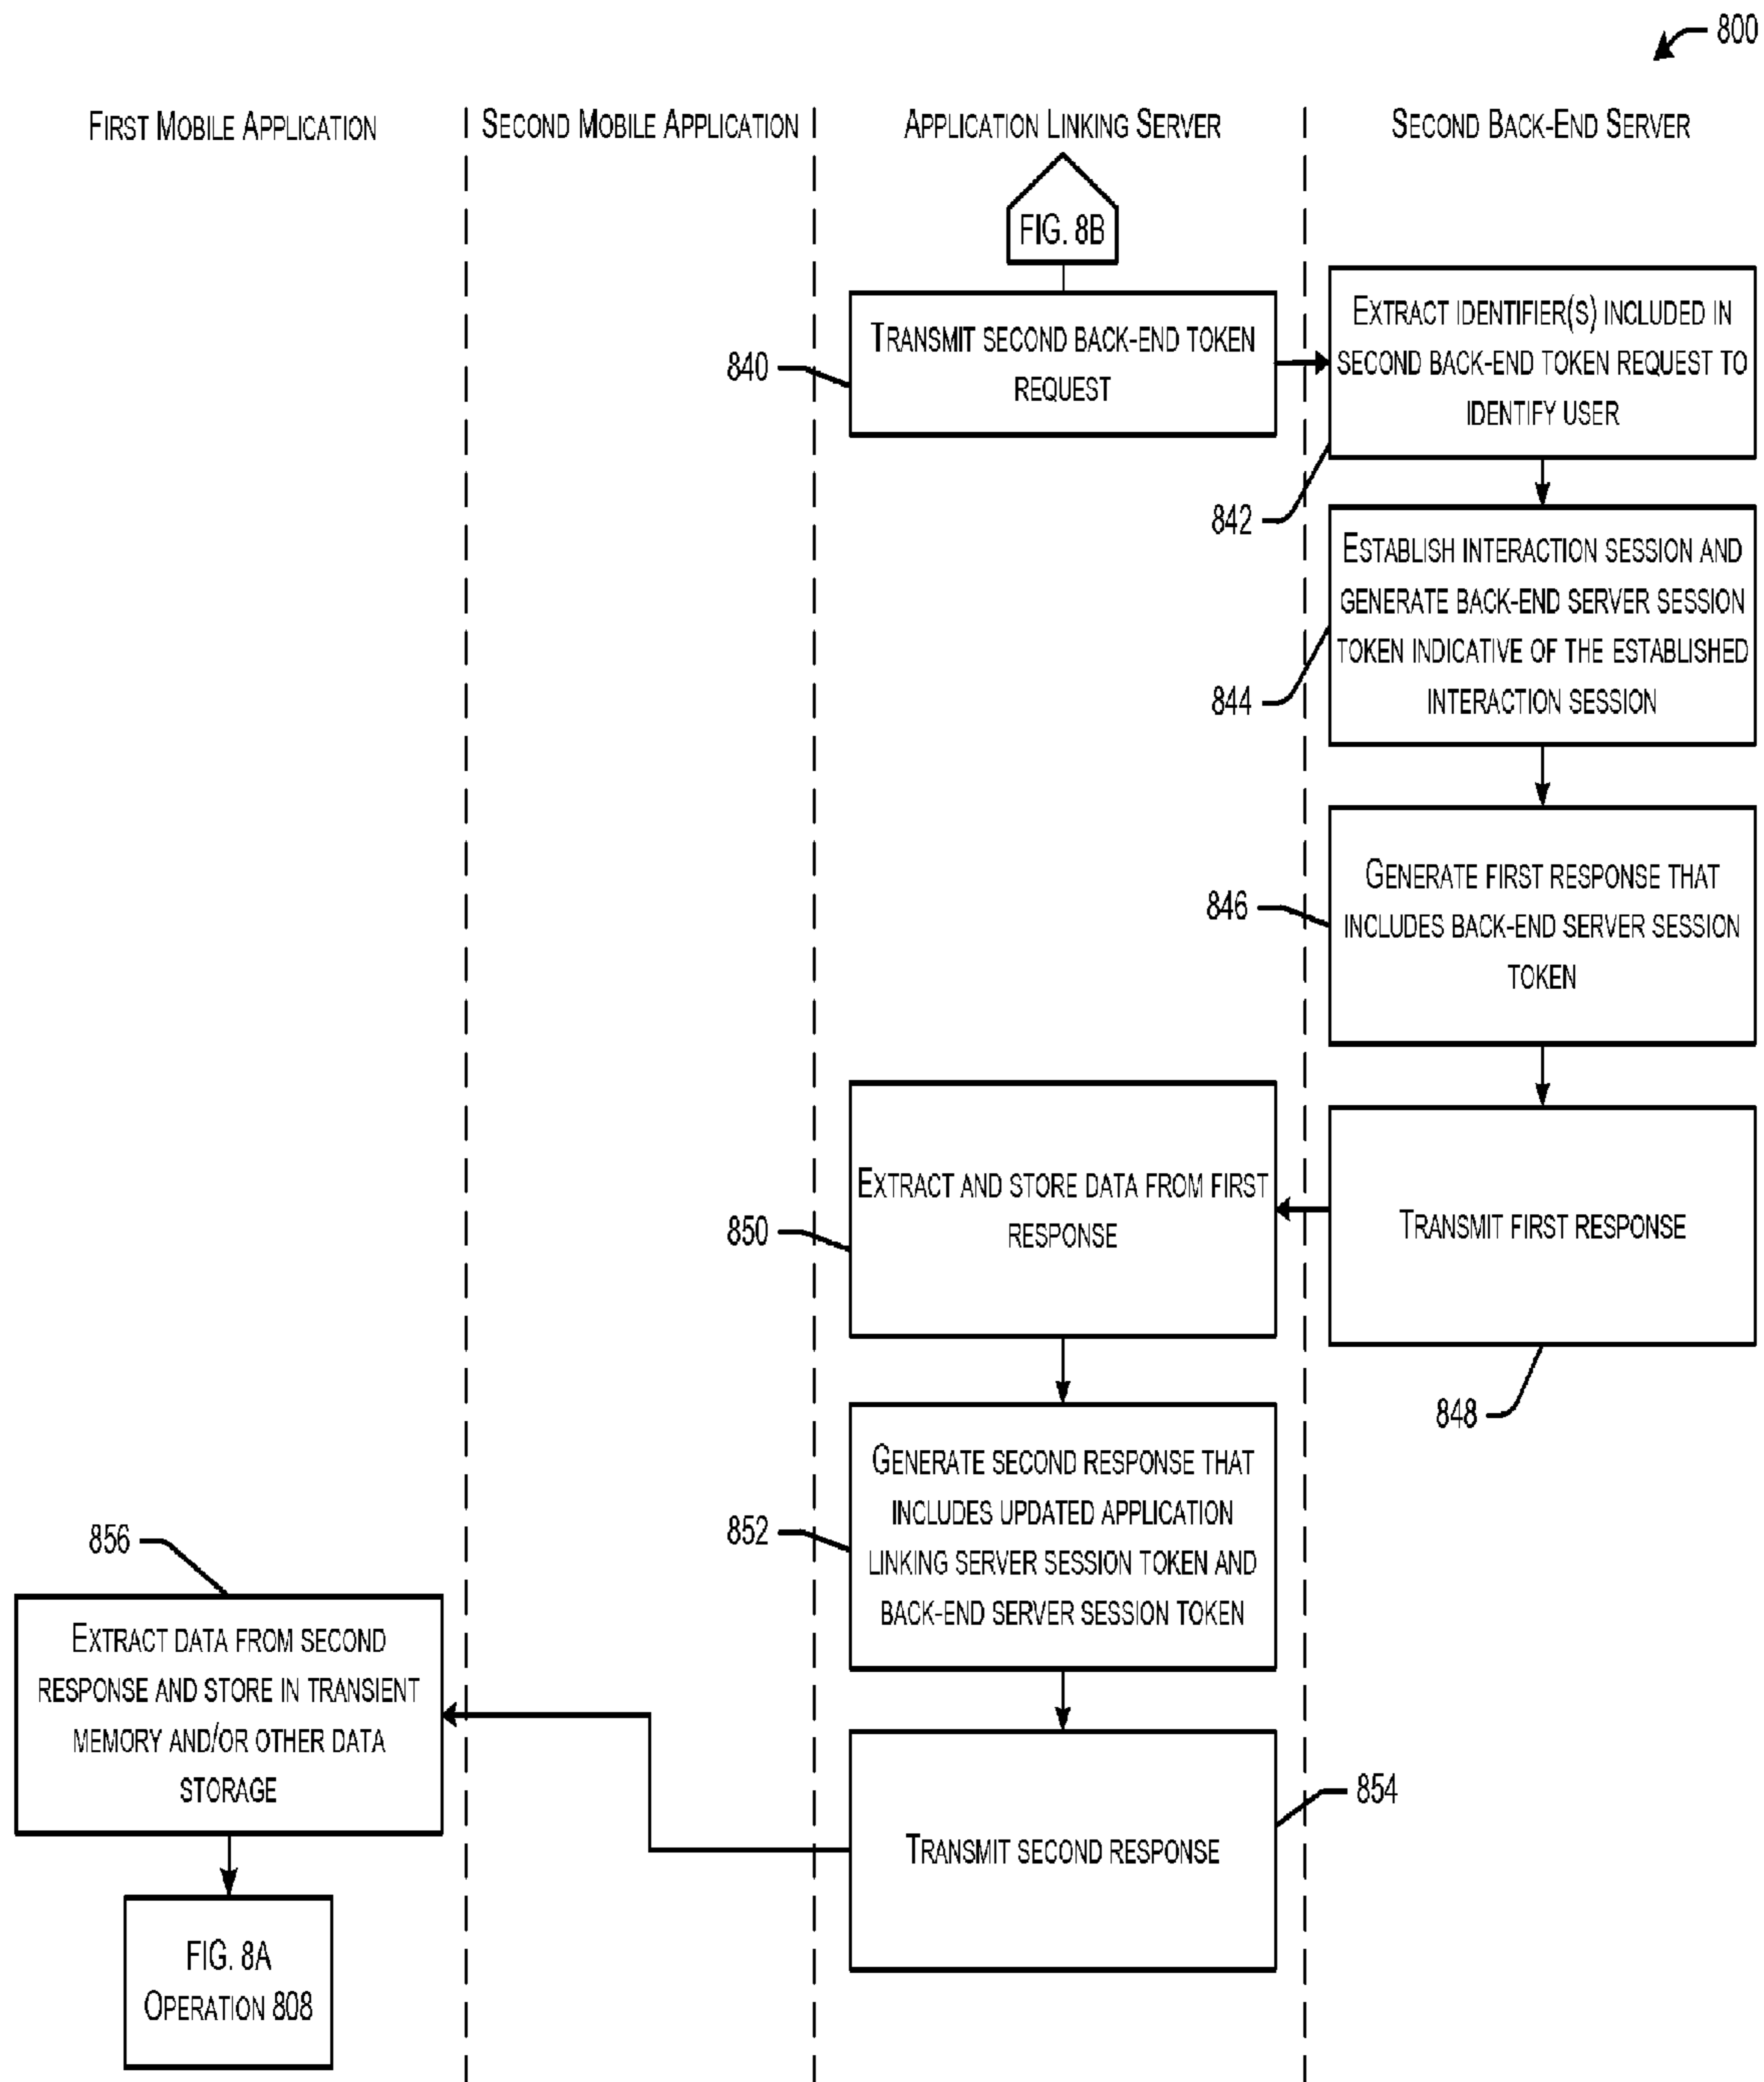 800
FIRST MOBILE APPLICATION
SECOND MOBILE APPLICATION
APPLICATION LINKING SERVER
SECOND BACK-END SERVER
FIG. 8B
TRANSMIT SECOND BACK-END TOKEN
REQUEST
840
EXTRACT IDENTIFIER(S) INCLUDED IN
SECOND BACK-END TOKEN REQUEST TO
IDENTIFY USER
842
ESTABLISH INTERACTION SESSION AND
GENERATE BACK-END SERVER SESSION
TOKEN INDICATIVE OF THE ESTABLISHED
INTERACTION SESSION
844
GENERATE FIRST RESPONSE THAT
INCLUDES BACK-END SERVER SESSION
TOKEN
846
TRANSMIT FIRST RESPONSE
848
EXTRACT AND STORE DATA FROM FIRST
RESPONSE
850
GENERATE SECOND RESPONSE THAT
INCLUDES UPDATED APPLICATION
LINKING SERVER SESSION TOKEN AND
BACK-END SERVER SESSION TOKEN
852
TRANSMIT SECOND RESPONSE
854
856
EXTRACT DATA FROM SECOND
RESPONSE AND STORE IN TRANSIENT
MEMORY AND/OR OTHER DATA
STORAGE
FIG. 8A
OPERATION 808